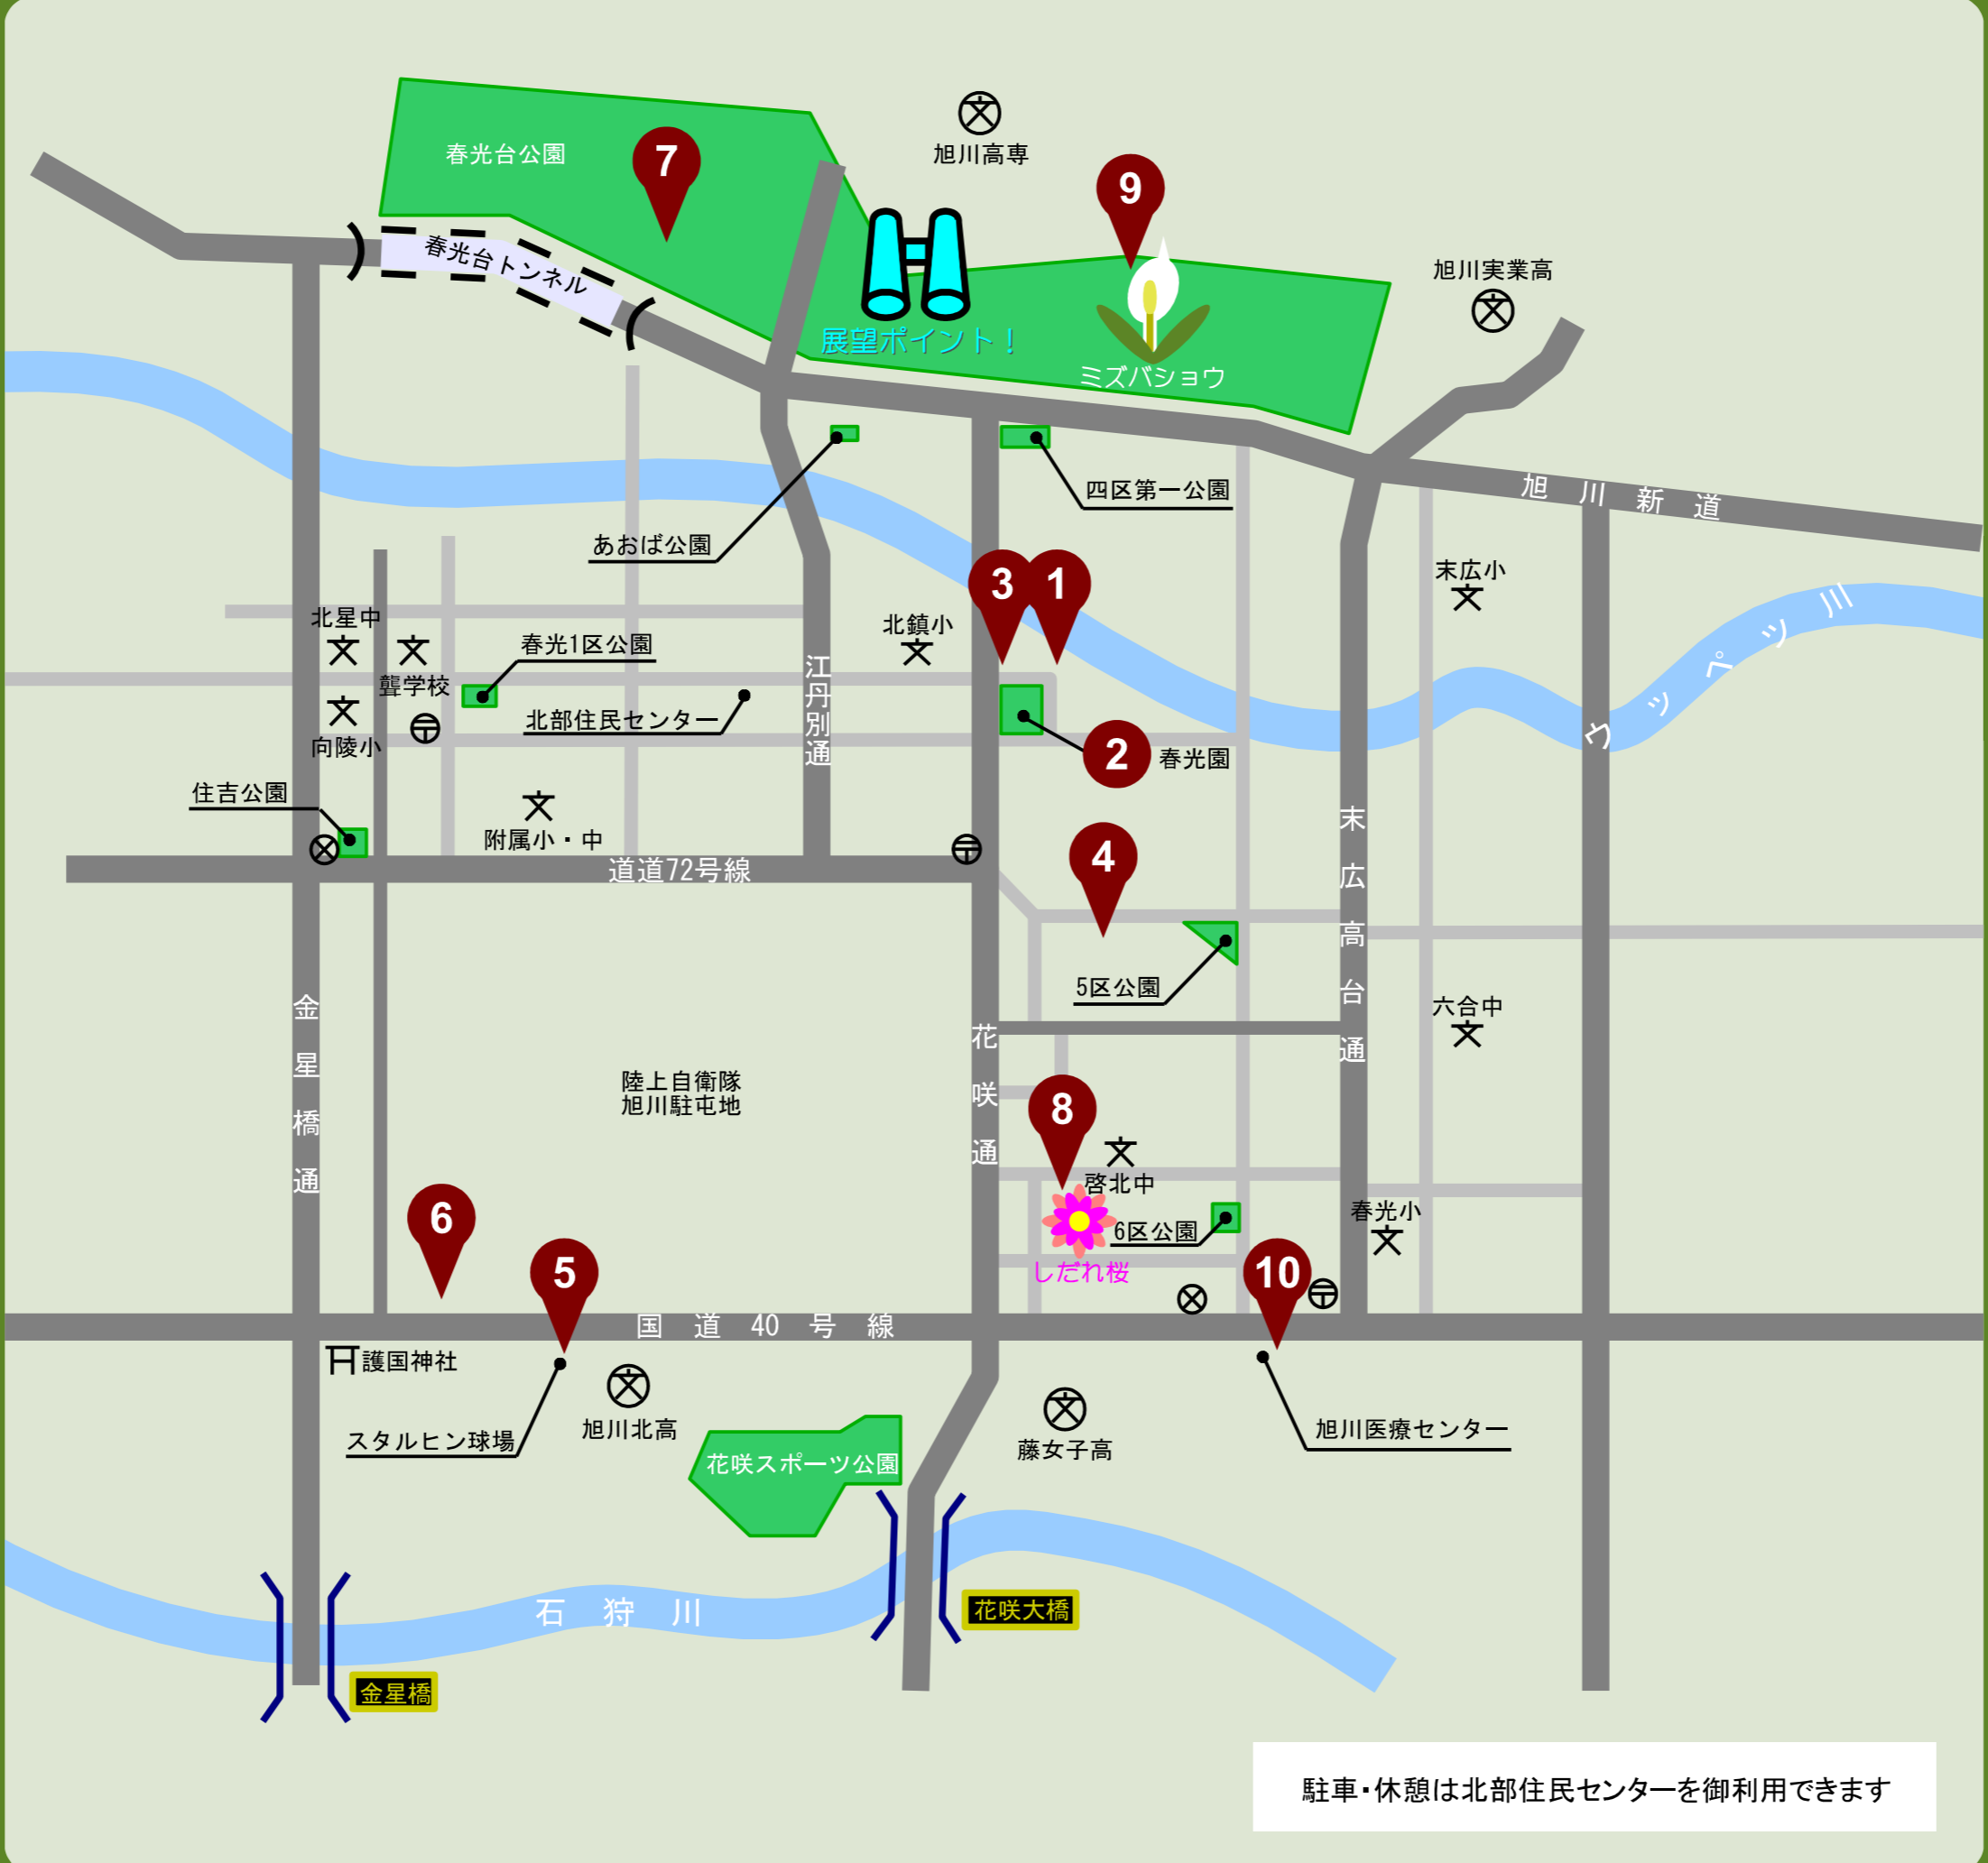 旭川高専
春光台公園
7
9
春光台トンネル
旭川実業高
展望ポイント！
ミズバショウ
四区第一公園
旭川新道
あおば公園
末広小
3
1
ウッペツ川
北星中
春光1区公園
北鎮小
聾学校
江丹別通
北部住民センター
向陵小
2
春光園
住吉公園
附属小・中
末広高台通
4
道道72号線
5区公園
金星橋通
六合中
花咲通
陸上自衛隊
旭川駐屯地
8
啓北中
6
春光小
6区公園
5
しだれ桜
10
国道40号線
護国神社
旭川北高
スタルヒン球場
藤女子高
旭川医療センター
花咲スポーツ公園
石狩川
花咲大橋
金星橋
駐車・休憩は北部住民センターを御利用できます